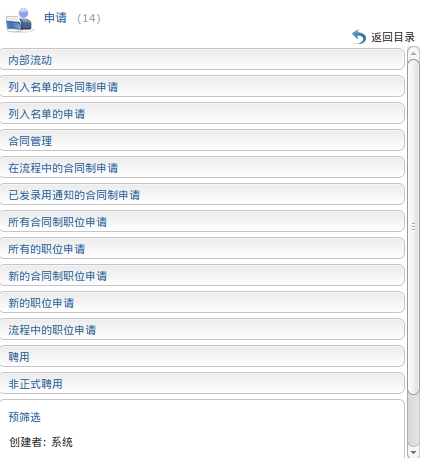 申请 (14)
返回目录
内部流动
列入名单的合同制申请
列入名单的申请
合同管理
在流程中的合同制申请
已发录用通知的合同制申请
所有合同制职位申请
所有的职位申请
新的合同制职位申请
新的职位申请
流程中的职位申请
聘用
非正式聘用
预筛选
创建者: 系统